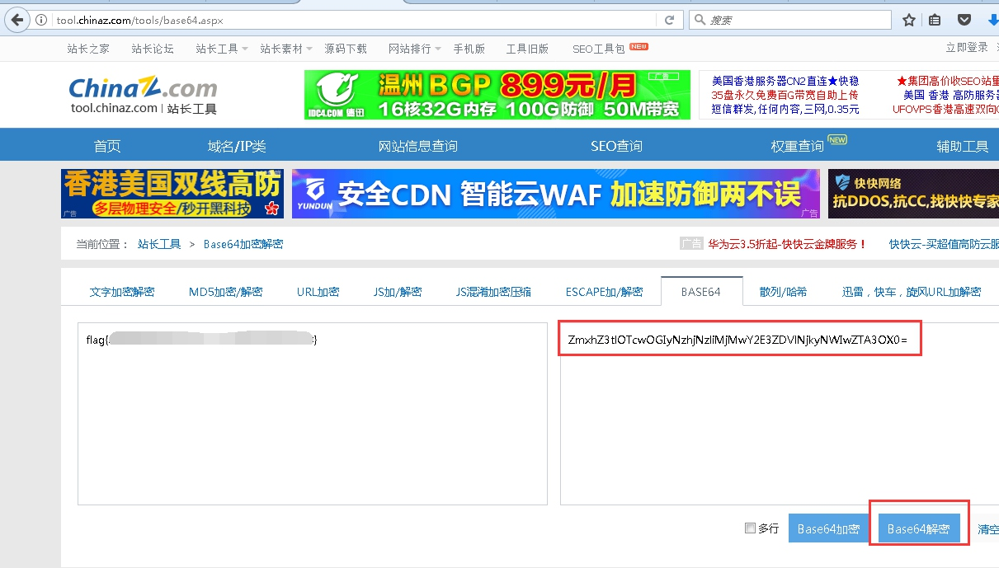 tool.chinaz.com/tools/base64.aspx
搜索
站长之家 站长论坛 站长工具 站长素材 源码下载 网站排行 手机版 工具旧版 SEO工具包 NEW
立即登录
ChinaZ.com
tool.chinaz.com | 站长工具
IDC4.COM 德讯
温州BGP 899元/月
广告
16核32G内存 100G防御 50M带宽
美国香港服务器CN2直连★快稳
35盘永久免费百G带宽自助上传
短信群发,任何内容,三网,0.35元
★集团高价收SEO站量
美国 香港 高防服务器
UFOVPS香港高速双向
首页 域名/IP类 网站信息查询 SEO查询 权重查询 NEW 辅助工具
香港美国双线高防
多层物理安全/秒开黑科技
广告
YUNDUN
安全CDN 智能云WAF 加速防御两不误
广告
快快网络
抗DDOS,抗CC,找快快专家
当前位置： 站长工具 > Base64加密解密
广告 华为云3.5折起-快快云金牌服务！ 快快云-买超值高防云服
文字加密解密 MD5加密/解密 URL加密 JS加/解密 JS混淆加密压缩 ESCAPE加/解密 BASE64 散列/哈希 迅雷，快车，旋风URL加解密
flag{
}
ZmxhZ3tlOTcwOGIyNzhjNzliMjMwY2E3ZDVlNjkyNWIwZTA3OX0=
多行 Base64加密 Base64解密 清空